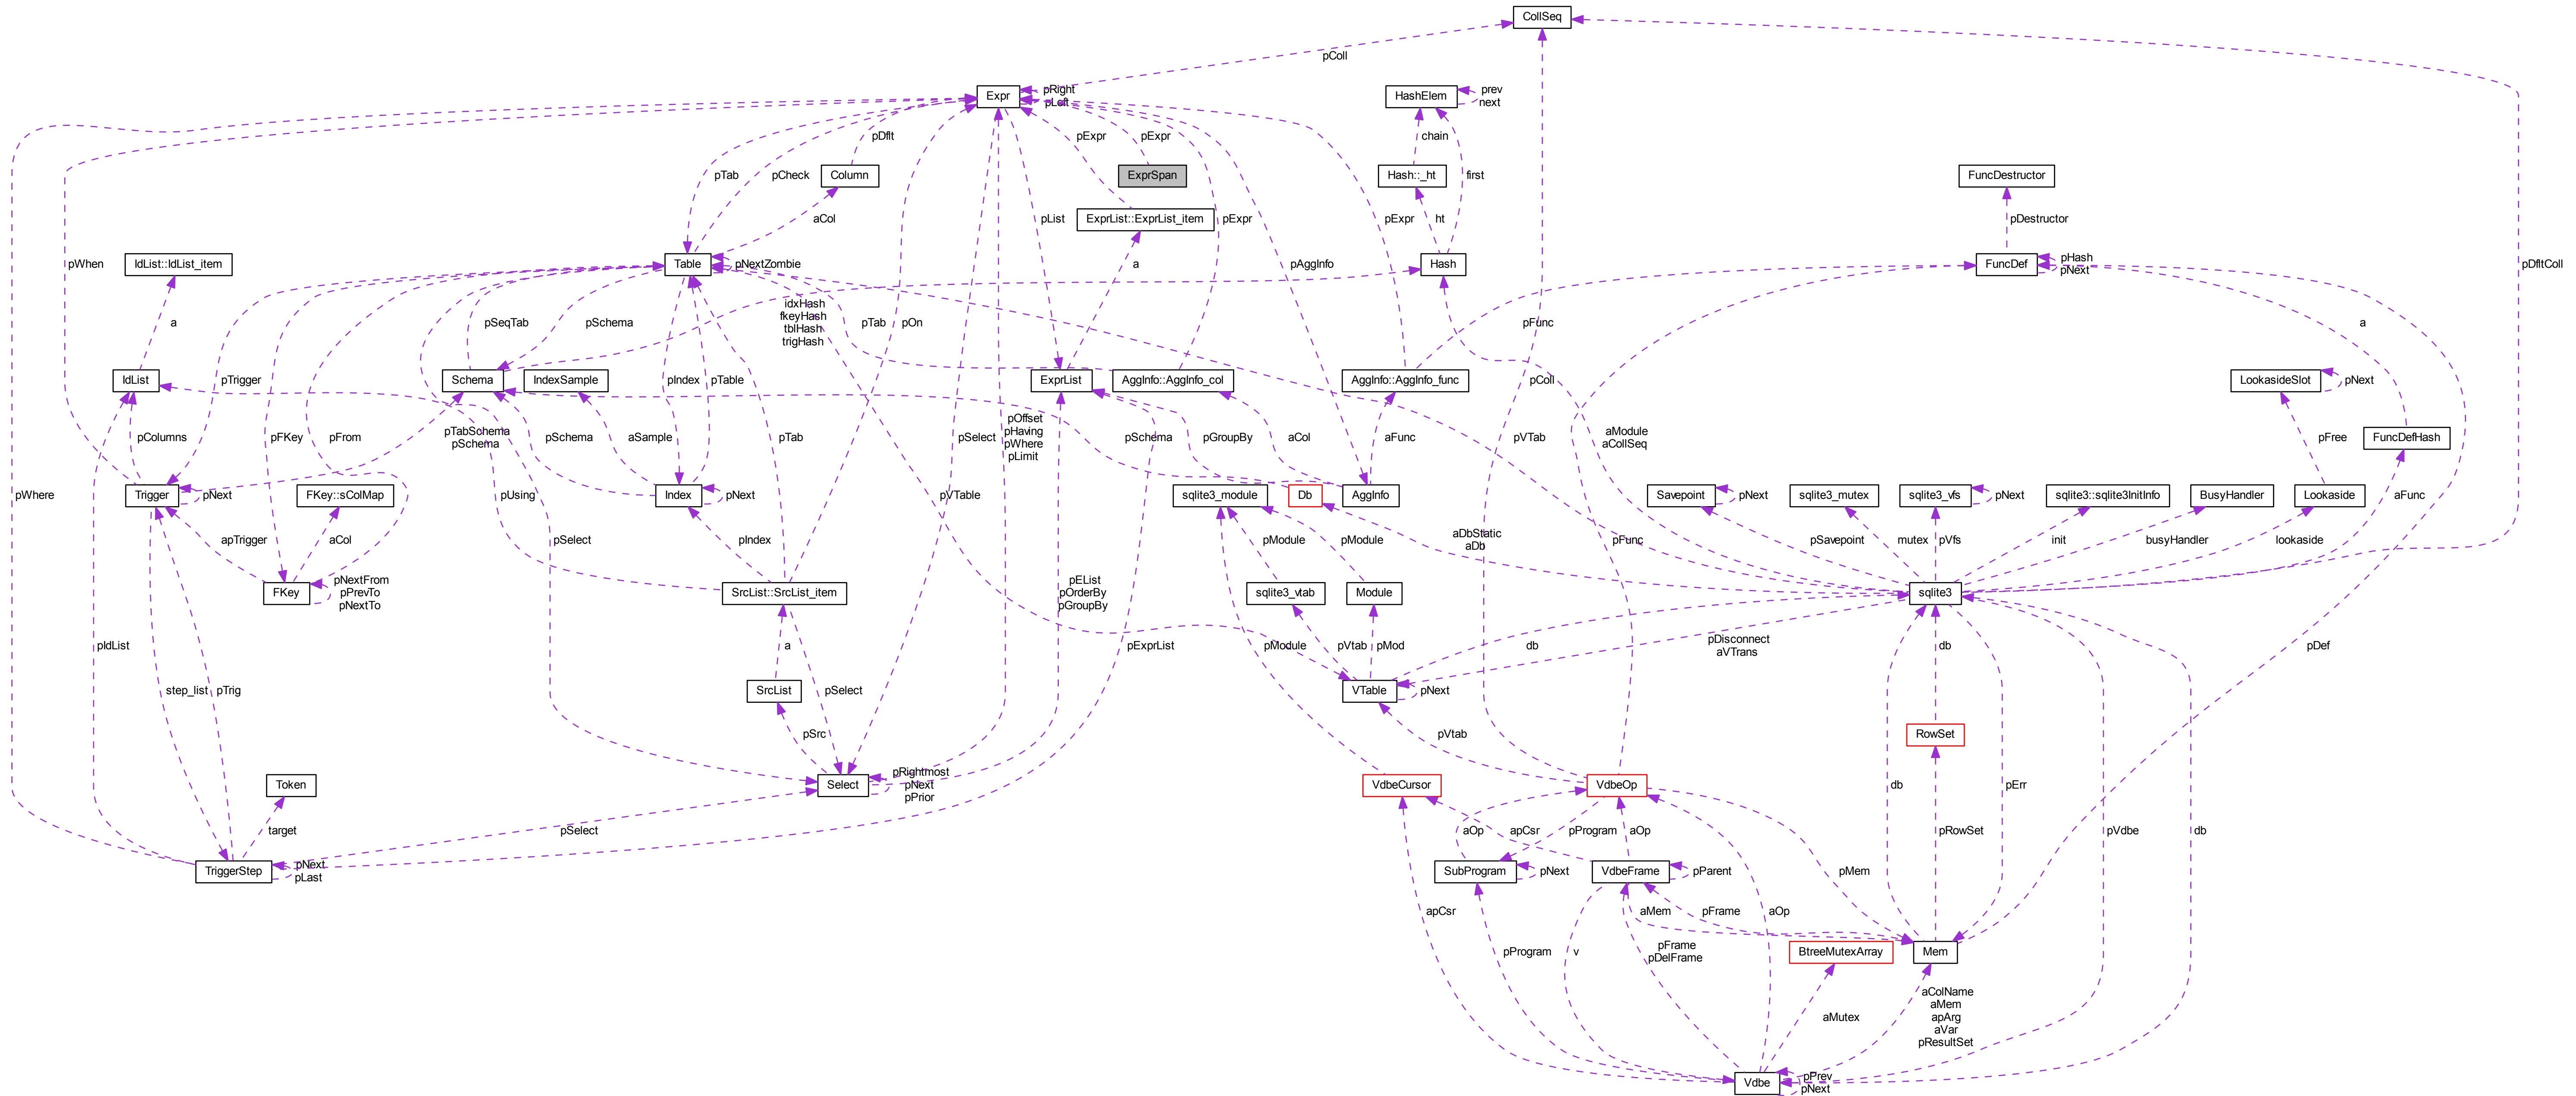 CollSeq
pColl
Expr
pRight
pLeft
HashElem
prev
next
pDflt
pExpr
pExpr
chain
pTab
pCheck
Column
ExprSpan
Hash::_ht
first
FuncDestructor
aCol
pList
ExprList::ExprList_item
pExpr
pExpr
ht
pDestructor
pWhen
IdList::IdList_item
Table
pNextZombie
a
pAggInfo
Hash
FuncDef
pHash
pNext
pDfltColl
a
pSeqTab
pSchema
idxHash
fkeyHash
tblHash
trigHash
pTab
pOn
pFunc
a
IdList
pTrigger
Schema
IndexSample
pIndex
pTable
ExprList
AggInfo::AggInfo_col
AggInfo::AggInfo_func
pColl
LookasideSlot
pNext
pColumns
pFKey
pFrom
pTabSchema
pSchema
pSchema
aSample
pTab
pSelect
pOffset
pHaving
pWhere
pLimit
pSchema
pGroupBy
aCol
aFunc
pVTab
aModule
aCollSeq
pFree
FuncDefHash
pWhere
Trigger
pNext
FKey::sColMap
pUsing
Index
pNext
pVTable
sqlite3_module
Db
AggInfo
Savepoint
pNext
sqlite3_mutex
sqlite3_vfs
pNext
sqlite3::sqlite3InitInfo
BusyHandler
Lookaside
aFunc
apTrigger
aCol
pSelect
pIndex
pModule
pModule
aDbStatic
aDb
pFunc
pSavepoint
mutex
pVfs
init
busyHandler
lookaside
FKey
pNextFrom
pPrevTo
pNextTo
SrcList::SrcList_item
pEList
pOrderBy
pGroupBy
sqlite3_vtab
Module
sqlite3
pIdList
a
pExprList
pModule
pVtab
pMod
db
pDisconnect
aVTrans
db
pDef
step_list
pTrig
SrcList
pSelect
VTable
pNext
pSrc
pVtab
RowSet
Token
Select
pRightmost
pNext
pPrior
VdbeCursor
VdbeOp
db
pErr
target
pSelect
aOp
apCsr
pProgram
aOp
pRowSet
pVdbe
db
TriggerStep
pNext
pLast
SubProgram
pNext
VdbeFrame
pParent
pMem
apCsr
aMem
pFrame
aOp
pProgram
v
pFrame
pDelFrame
BtreeMutexArray
Mem
aMutex
aColName
aMem
apArg
aVar
pResultSet
Vdbe
pPrev
pNext